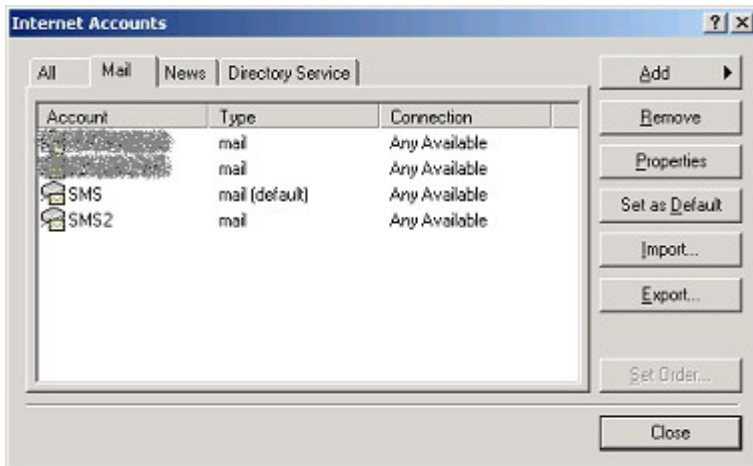 Internet Accounts
All Mail News Directory Service
Add
Account Type Connection
Remove
mail Any Available
mail Any Available
Properties
SMS mail (default) Any Available
Set as Default
SMS2 mail Any Available
Import...
Export...
Set Order...
Close